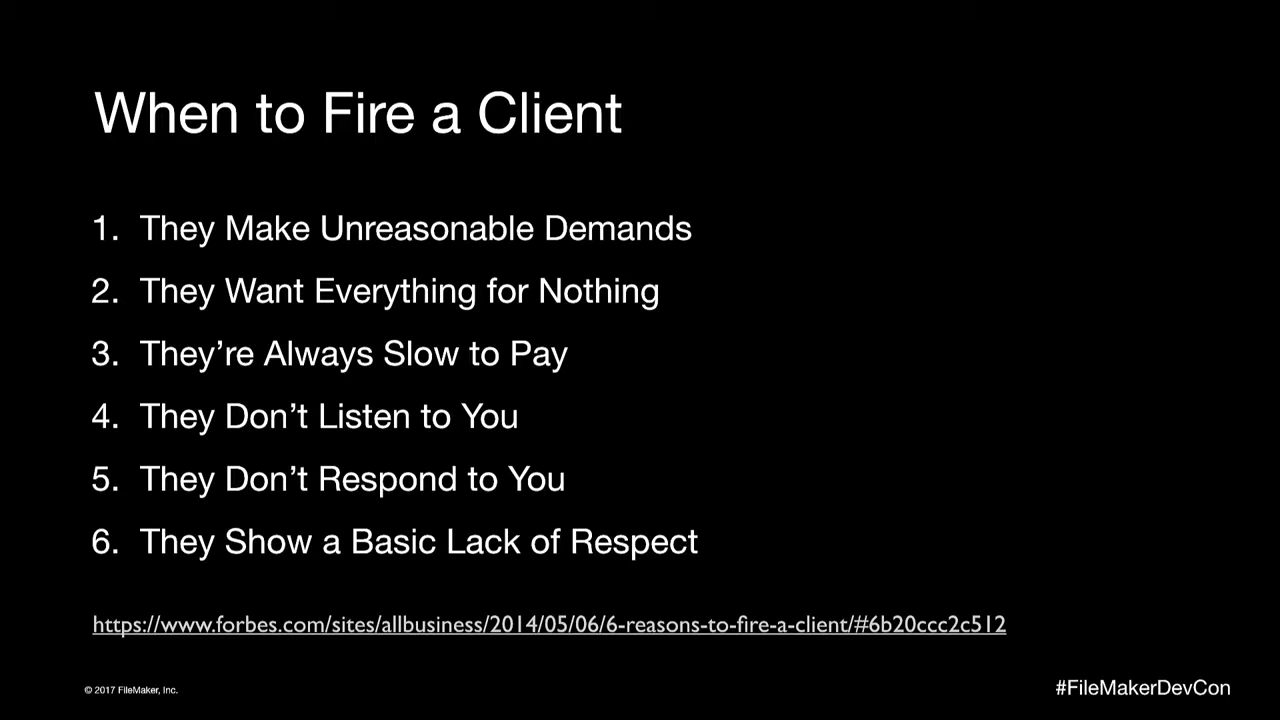 When to Fire a Client
1. They Make Unreasonable Demands
2. They Want Everything for Nothing
3. They’re Always Slow to Pay
4. They Don’t Listen to You
5. They Don’t Respond to You
6. They Show a Basic Lack of Respect
https://www.forbes.com/sites/allbusiness/2014/05/06/6-reasons-to-fire-a-client/#6b20ccc2c512
© 2017 FileMaker, Inc.
#FileMakerDevCon